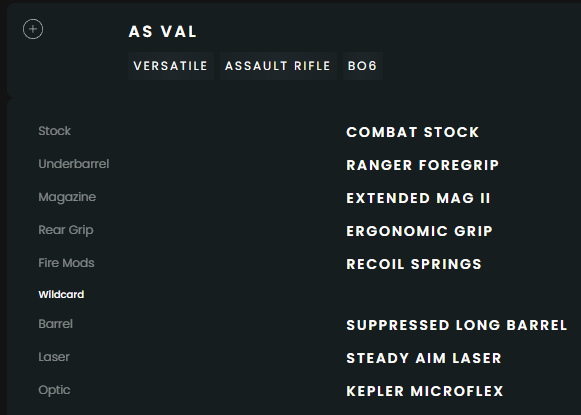 AS VAL
VERSATILE ASSAULT RIFLE BO6
Stock COMBAT STOCK
Underbarrel RANGER FOREGRIP
Magazine EXTENDED MAG II
Rear Grip ERGONOMIC GRIP
Fire Mods RECOIL SPRINGS
Wildcard
Barrel SUPPRESSED LONG BARREL
Laser STEADY AIM LASER
Optic KEPLER MICROFLEX